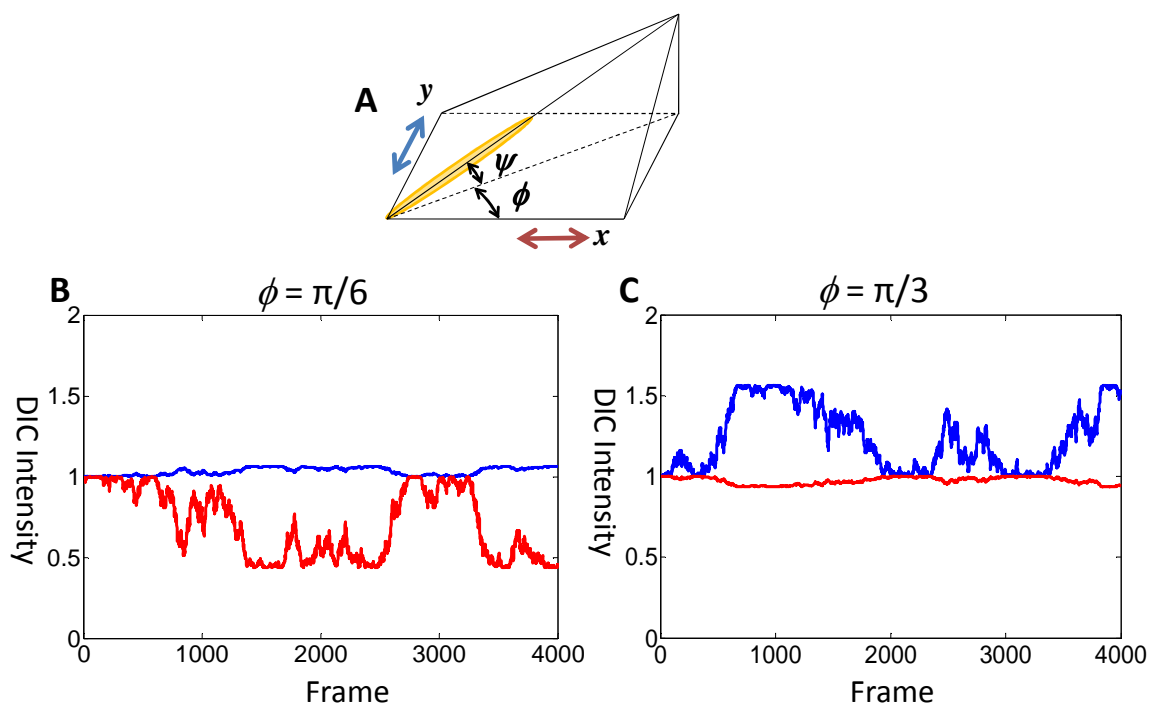 A
y
ψ
ϕ
x
B
ϕ = π/6
2
1.5
1
0.5
0
0
1000
2000
3000
4000
DIC Intensity
Frame
C
ϕ = π/3
2
1.5
1
0.5
0
0
1000
2000
3000
4000
DIC Intensity
Frame